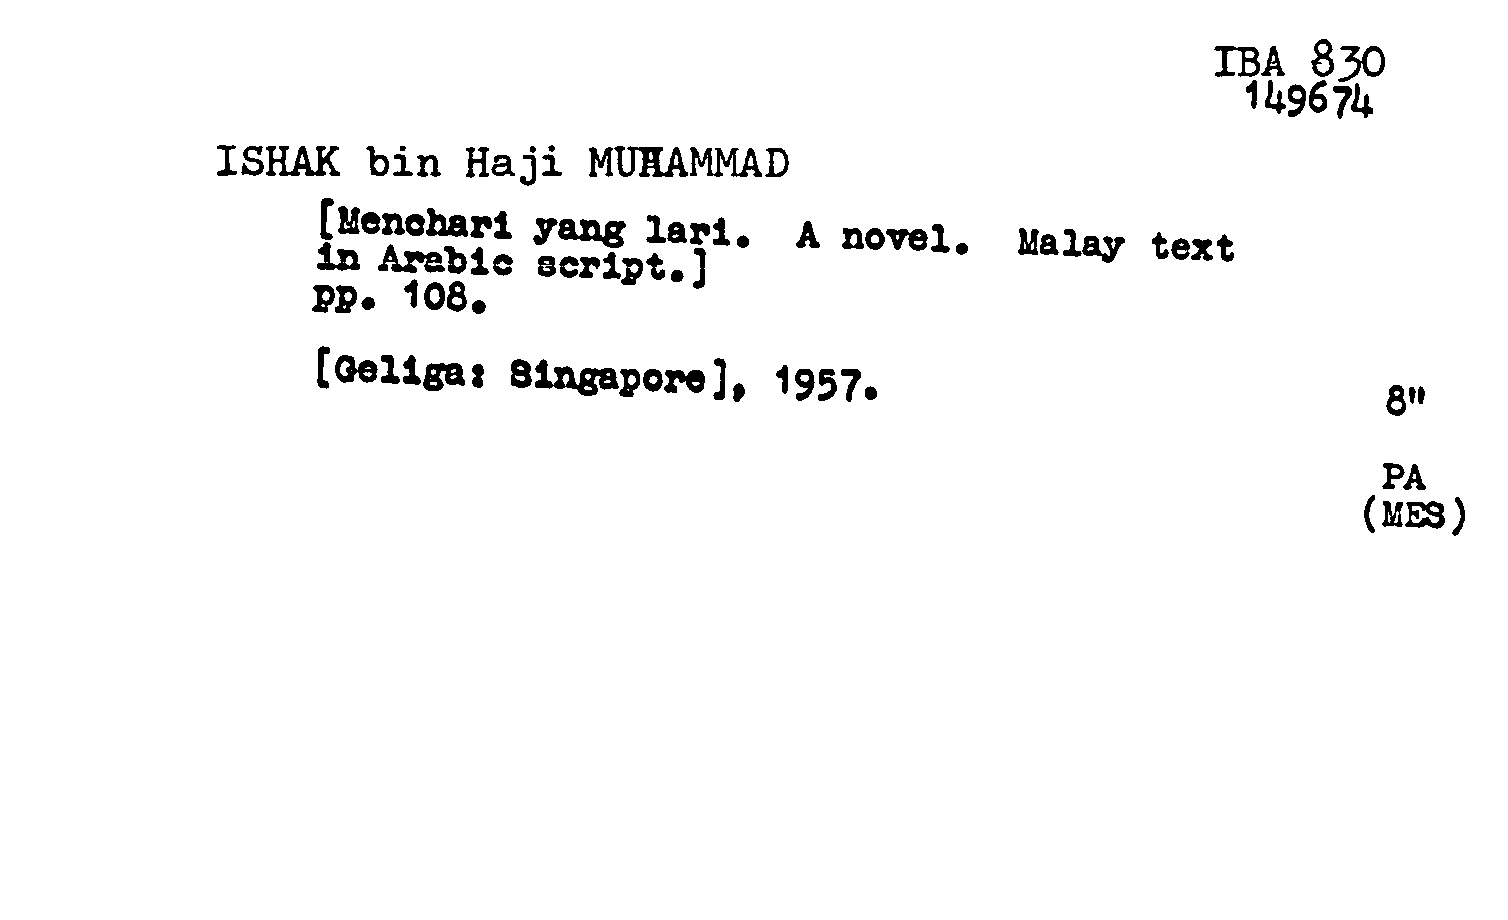 IBA 830
149674
ISHAK bin Haji MUHAMMAD
[Menchari yang lari. A novel. Malay text
in Arabic script.]
pp. 108.
[Geliga: Singapore], 1957.
8"
PA
(MES)